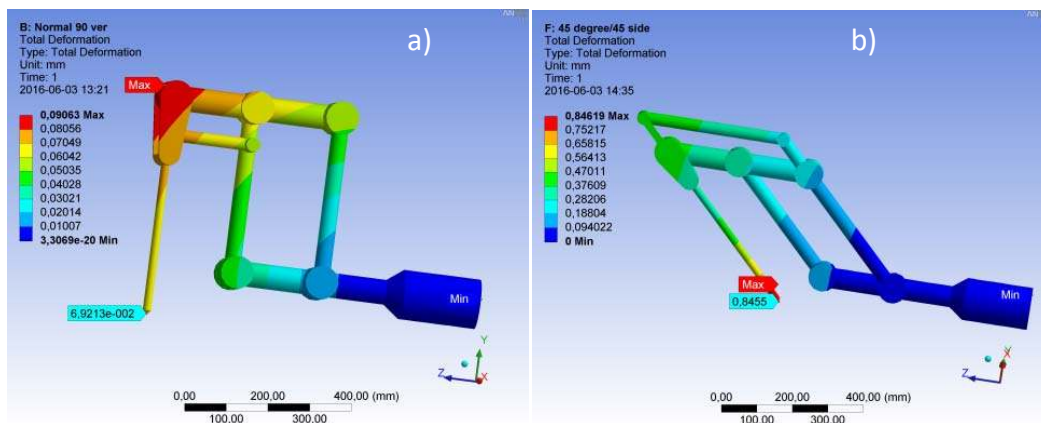 B: Normal 90 ver
Total Deformation
Type: Total Deformation
Unit: mm
Time: 1
2016-06-03 13:21
0,09063 Max
0,08056
0,07049
0,06042
0,05035
0,04028
0,03021
0,02014
0,01007
3,3069e-20 Min
a)
Max
6,9213e-002
Min
Y
Z
X
0,00
200,00
400,00 (mm)
100,00
300,00
F: 45 degree/45 side
Total Deformation
Type: Total Deformation
Unit: mm
Time: 1
2016-06-03 14:35
0,84619 Max
0,75217
0,65815
0,56413
0,47011
0,37609
0,28206
0,18804
0,094022
0 Min
b)
Max
0,8455
Min
Y
X
Z
0,00
200,00
400,00 (mm)
100,00
300,00